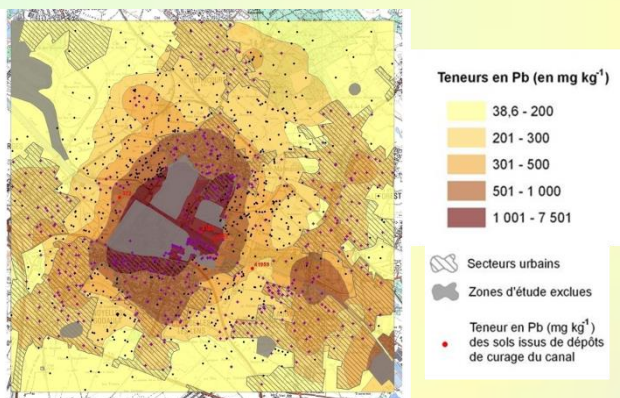 Teneurs en Pb (en mg kg⁻¹)
38,6 - 200
201 - 300
301 - 500
501 - 1 000
1 001 - 7 501
Secteurs urbains
Zones d'étude exclues
Teneur en Pb (mg kg⁻¹)
des sols issus de dépôts
de curage du canal